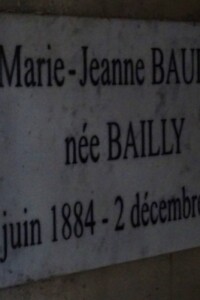 Marie-Jeanne BAU
née BAILLY
juin 1884 - 2 décembre